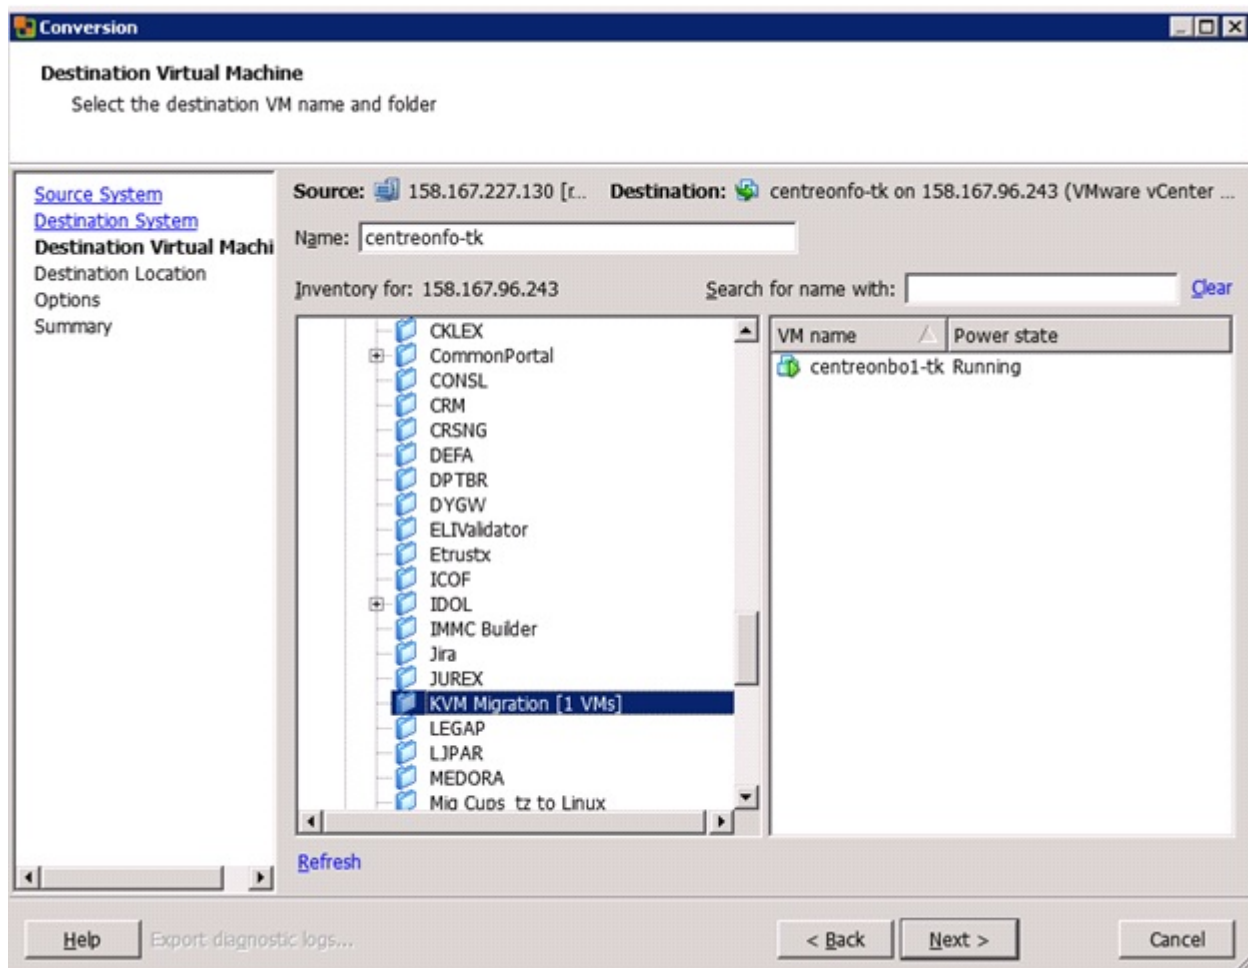 Conversion
Destination Virtual Machine
Select the destination VM name and folder
Source System
Destination System
Destination Virtual Machi
Destination Location
Options
Summary
Source: 158.167.227.130 [r... Destination: centreonfo-tk on 158.167.96.243 (VMware vCenter ...
Name: centreonfo-tk
Inventory for: 158.167.96.243 Search for name with: Clear
CKLEX
CommonPortal
CONSL
CRM
CRSNG
DEFA
DPTBR
DYGW
ELIValidator
Etrustx
ICOF
IDOL
IMMC Builder
Jira
JUREX
KVM Migration [1 VMs]
LEGAP
LJPAR
MEDORA
Mig Cups_tz to Linux
VM name Power state
centreonbo1-tk Running
Refresh
Help Export diagnostic logs... < Back Next > Cancel